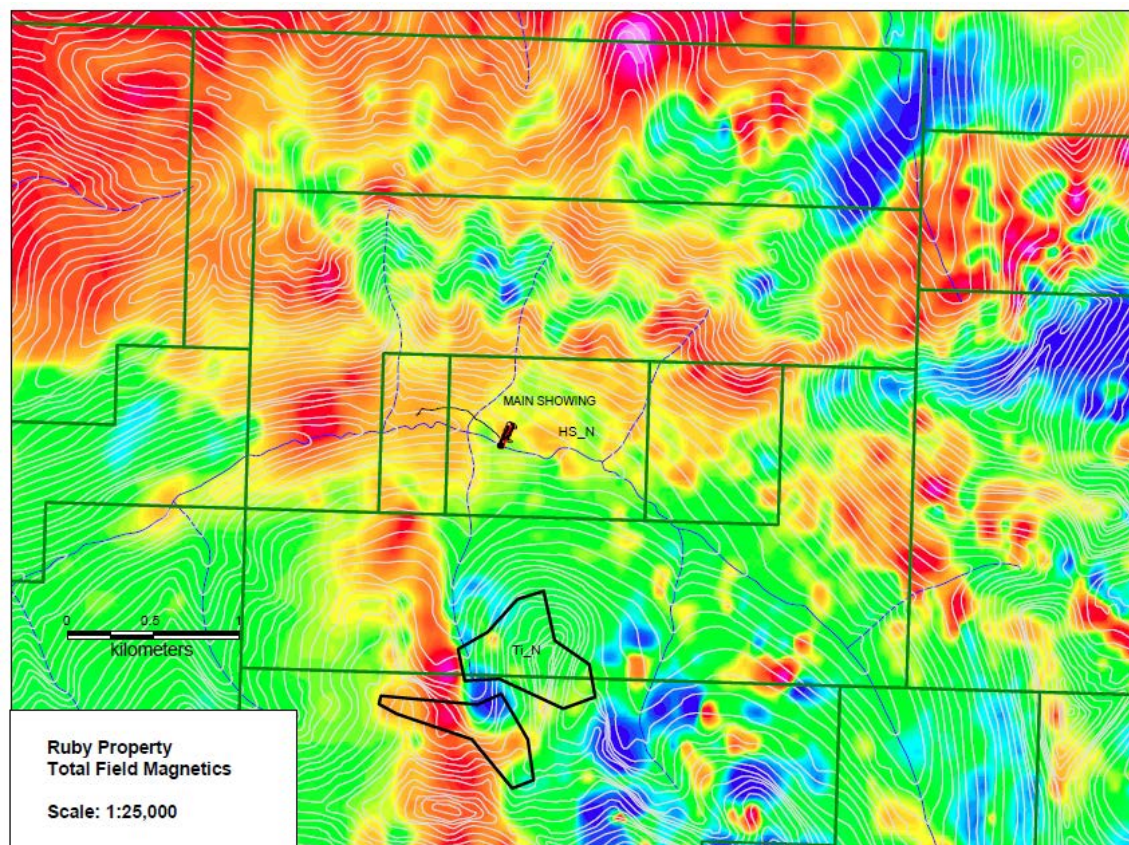 MAIN SHOWING
HS_N
Ti_N
0 0.5 1
kilometers
Ruby Property
Total Field Magnetics
Scale: 1:25,000